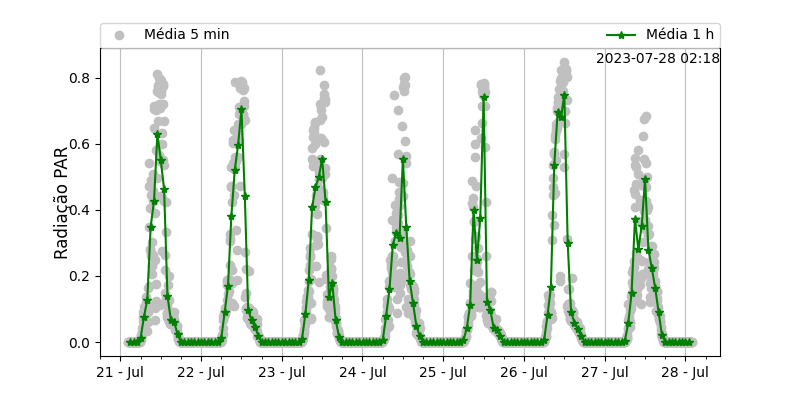 Média 5 min
Média 1 h
2023-07-28 02:18
Radiação PAR
0.8
0.6
0.4
0.2
0.0
21 - Jul
22 - Jul
23 - Jul
24 - Jul
25 - Jul
26 - Jul
27 - Jul
28 - Jul